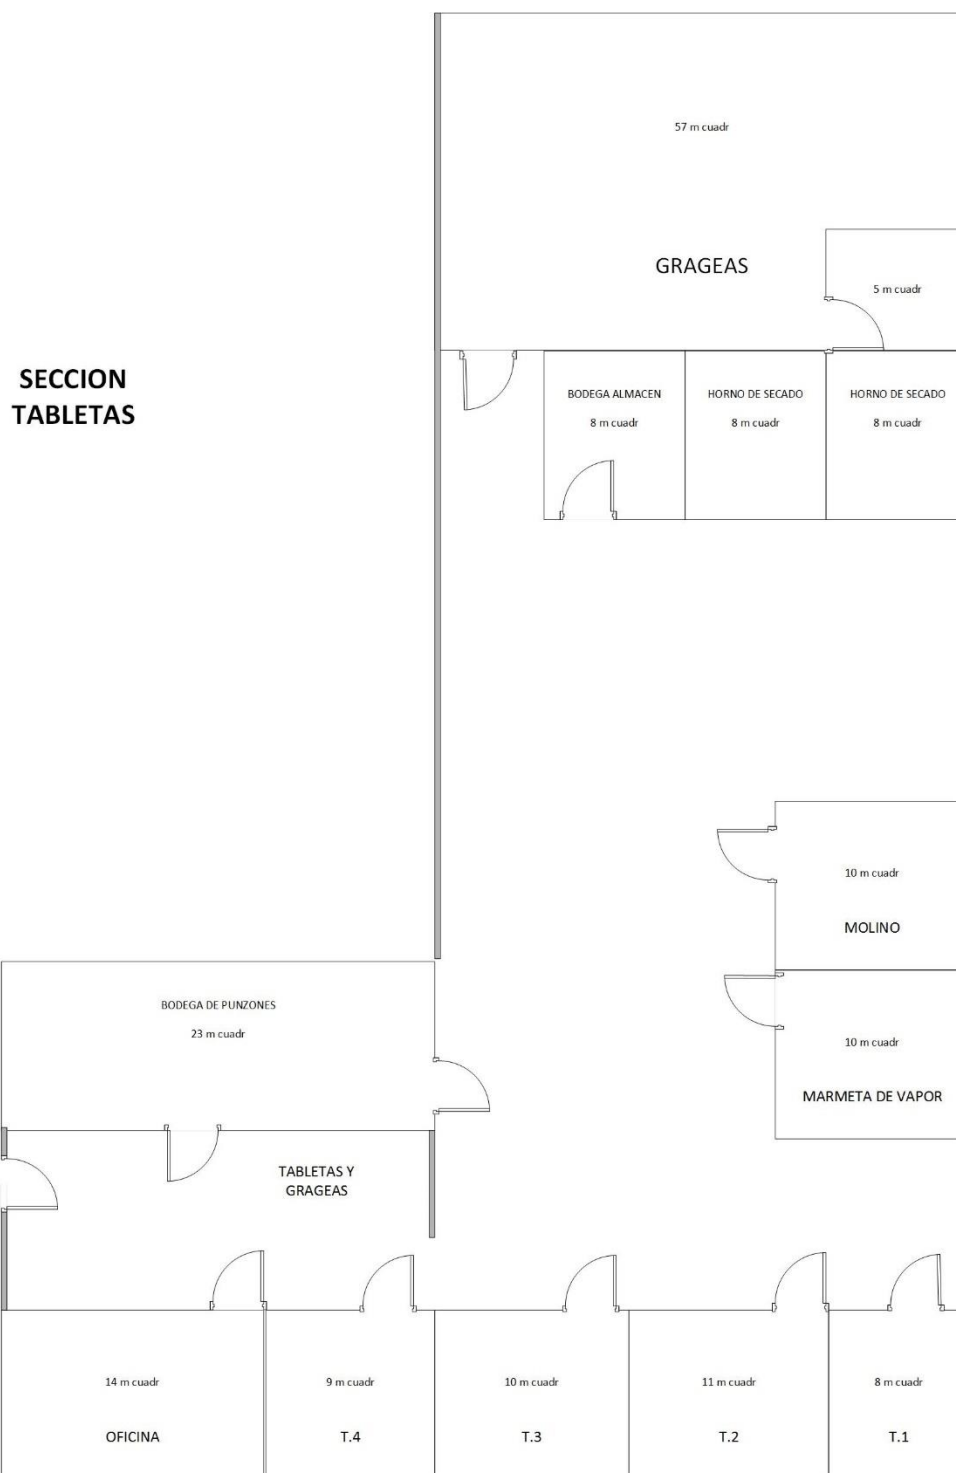 57 m cuadr
GRAGEAS
5 m cuadr
SECCION
TABLETAS
BODEGA ALMACEN
8 m cuadr
HORNO DE SECADO
8 m cuadr
HORNO DE SECADO
8 m cuadr
10 m cuadr
MOLINO
BODEGA DE PUNZONES
23 m cuadr
10 m cuadr
MARMETA DE VAPOR
TABLETAS Y
GRAGEAS
14 m cuadr
OFICINA
9 m cuadr
T.4
10 m cuadr
T.3
11 m cuadr
T.2
8 m cuadr
T.1